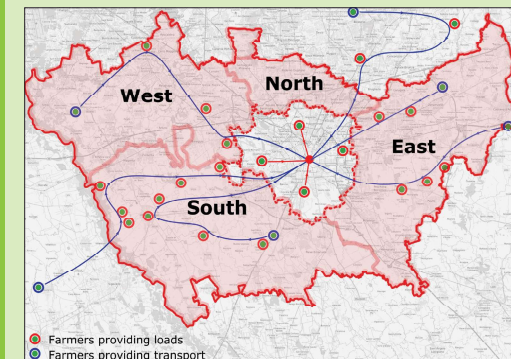 North
West
East
South
Farmers providing loads
Farmers providing transport